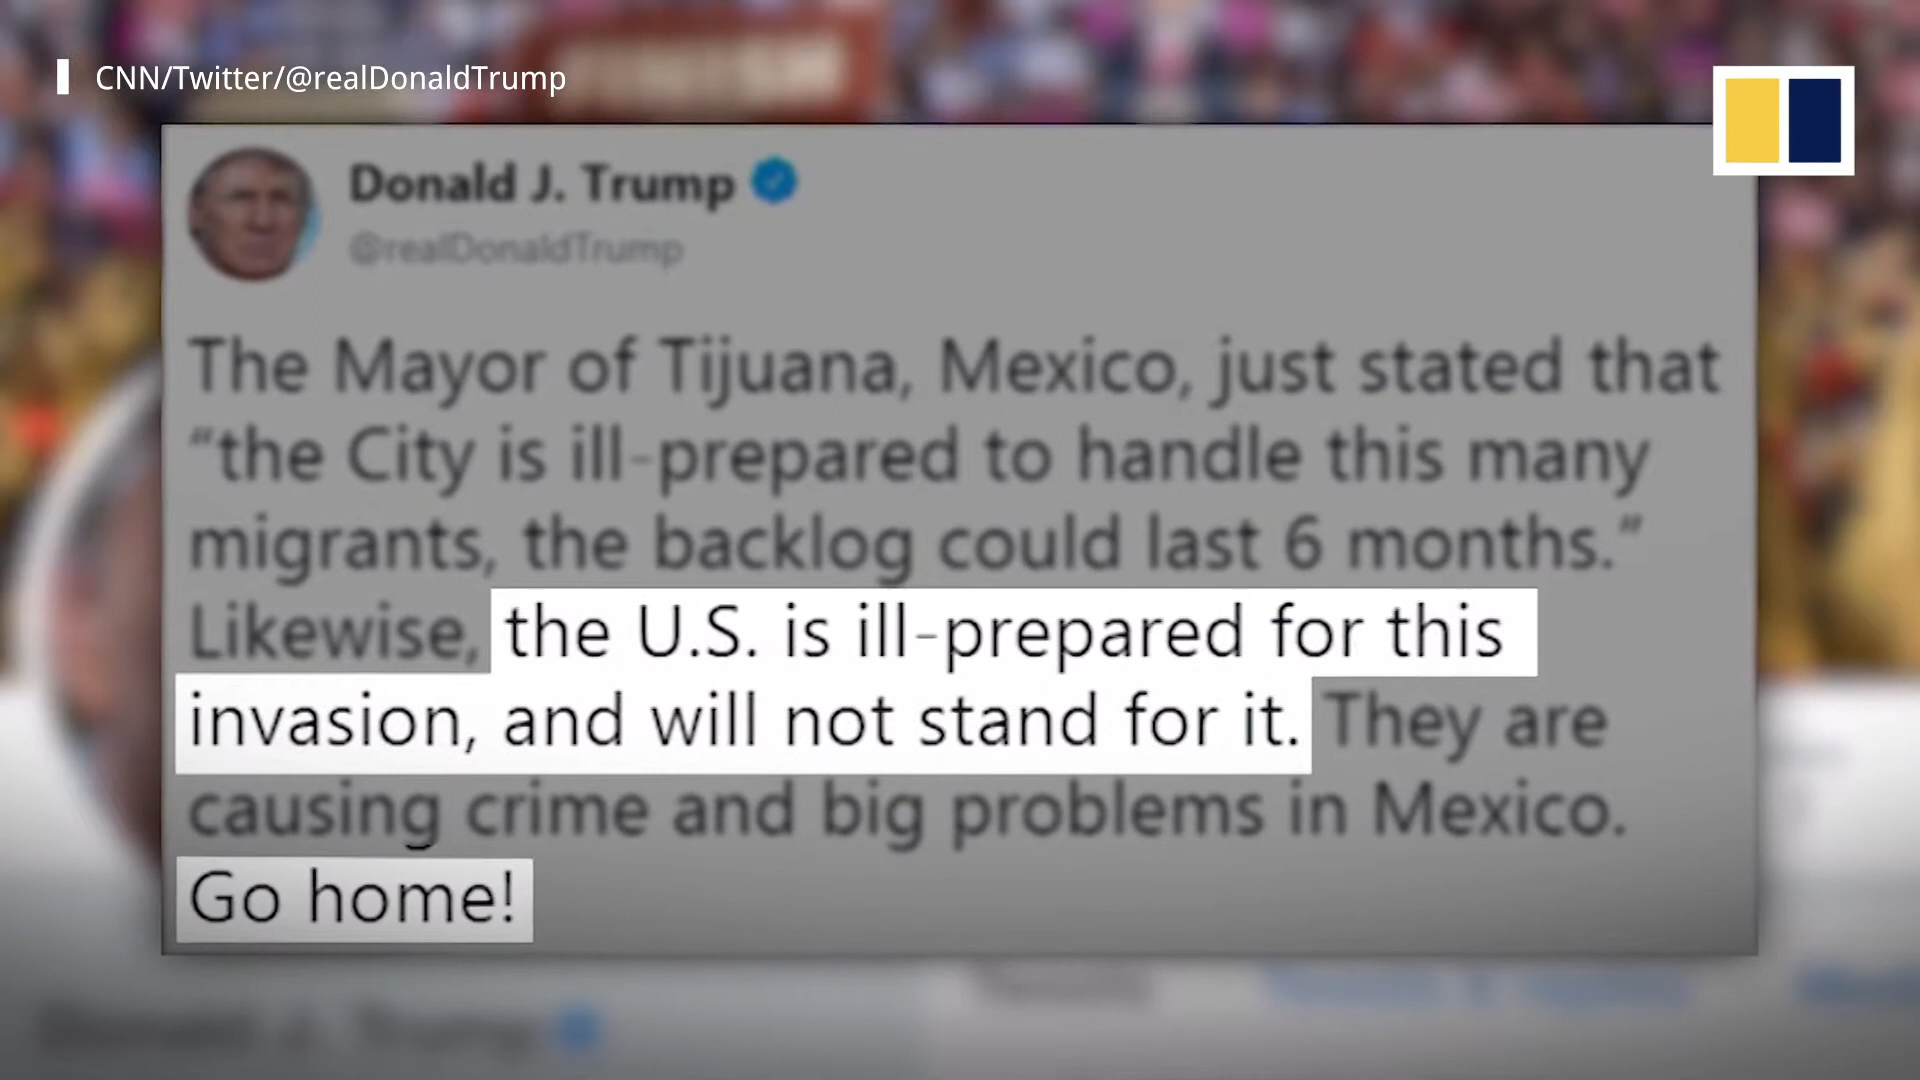 CNN/Twitter/@realDonaldTrump
Donald J. Trump
@realDonaldTrump
The Mayor of Tijuana, Mexico, just stated that
“the City is ill-prepared to handle this many
migrants, the backlog could last 6 months.”
Likewise, the U.S. is ill-prepared for this
invasion, and will not stand for it. They are
causing crime and big problems in Mexico.
Go home!
Donald J. Trump